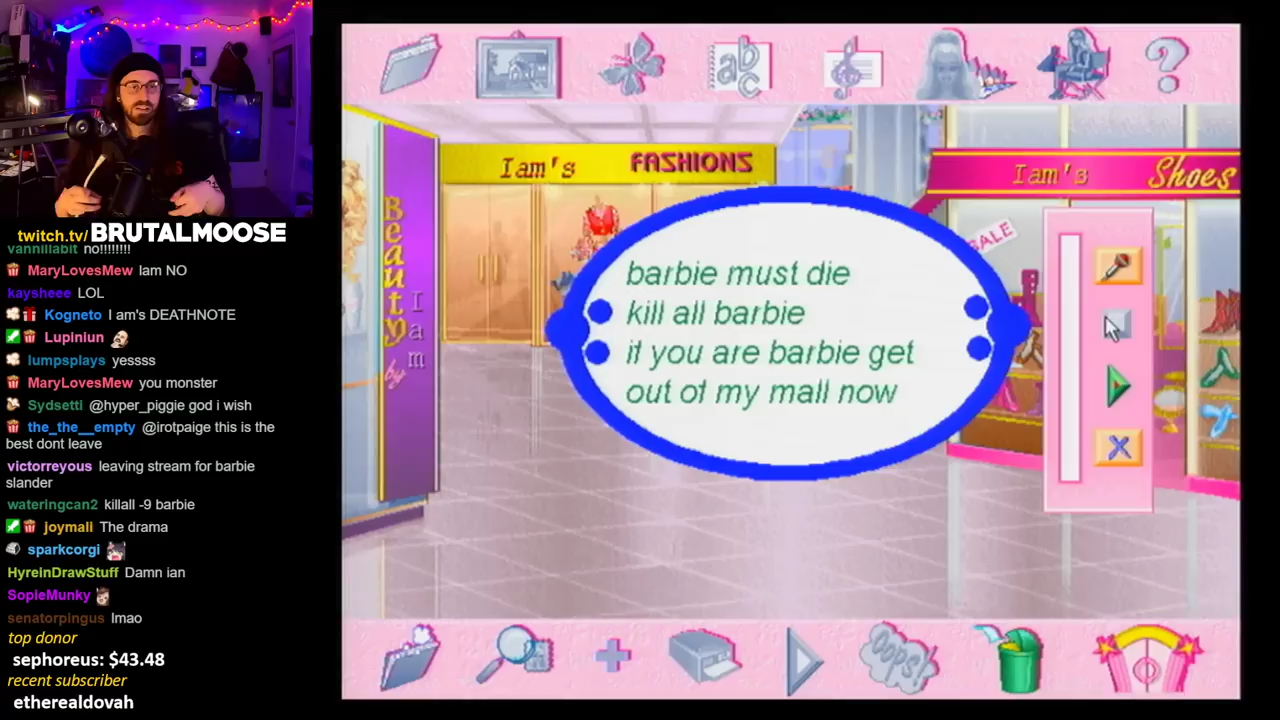 twitch.tv/BRUTALMOOSE
vannillabit no!!!!!!!!
MaryLovesMew Iam NO
kaysheee LOL
Kogneto I am's DEATHNOTE
Lupiniun
lumpsplays yessss
MaryLovesMew you monster
Sydsetti @hyper_piggie god i wish
the_the__empty @irotpaige this is the
best dont leave
victorreyous leaving stream for barbie
slander
wateringcan2 killall -9 barbie
joymali The drama
sparkcorgi
HyreinDrawStuff Damn ian
SopieMunky
senatorpingus lmao
top donor
sephoreus: $43.48
recent subscriber
etherealdovah
abc
?
Beauty by Iam
Iam's FASHIONS
Iam's Shoes
SALE
barbie must die
kill all barbie
if you are barbie get
out of my mall now
Oops!